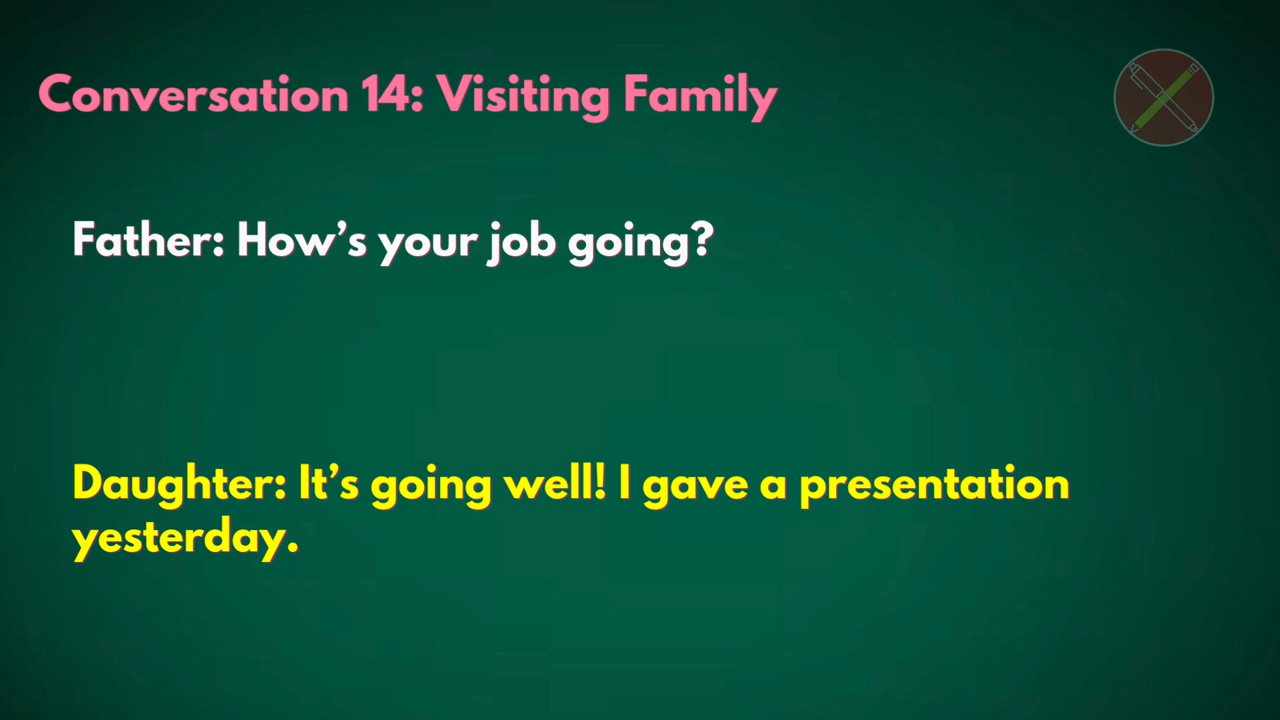 Conversation 14: Visiting Family
Father: How’s your job going?
Daughter: It’s going well! I gave a presentation
yesterday.